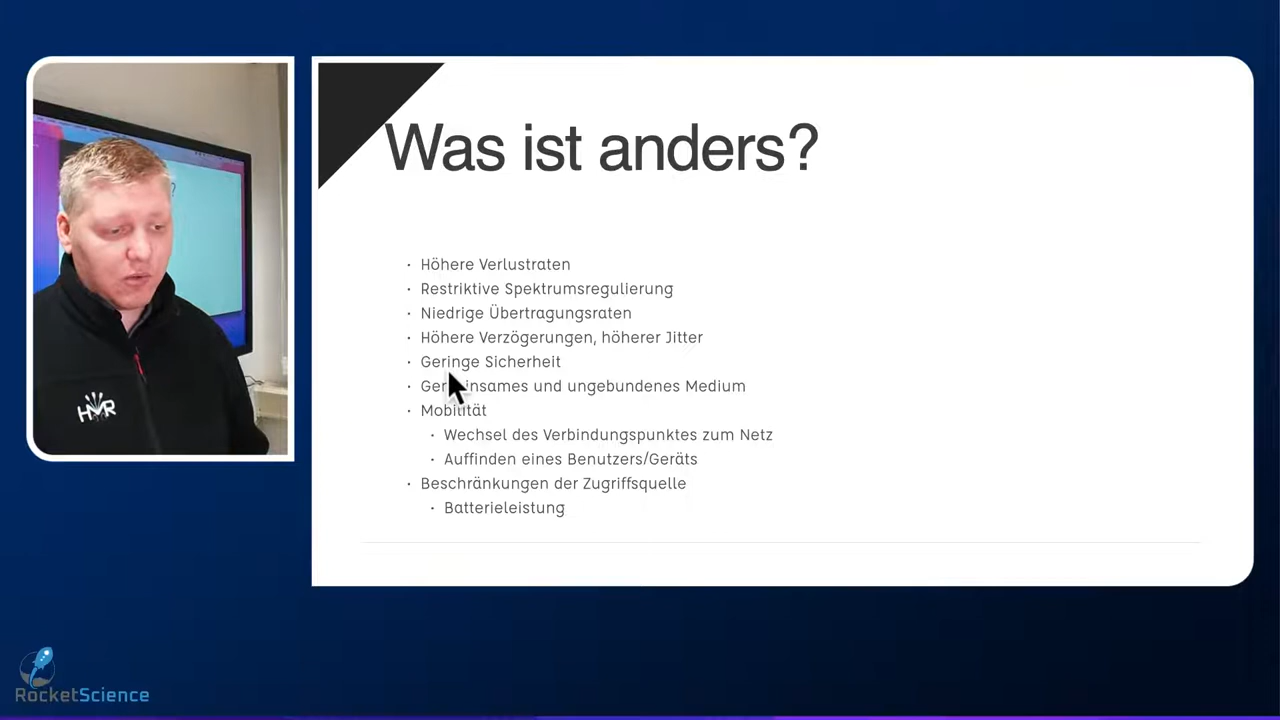 Was ist anders?
· Höhere Verlustraten
· Restriktive Spektrumsregulierung
· Niedrige Übertragungsraten
· Höhere Verzögerungen, höherer Jitter
· Geringe Sicherheit
· Gemeinsames und ungebundenes Medium
· Mobilität
· Wechsel des Verbindungspunktes zum Netz
· Auffinden eines Benutzers/Geräts
· Beschränkungen der Zugriffsquelle
· Batterieleistung
?
RocketScience